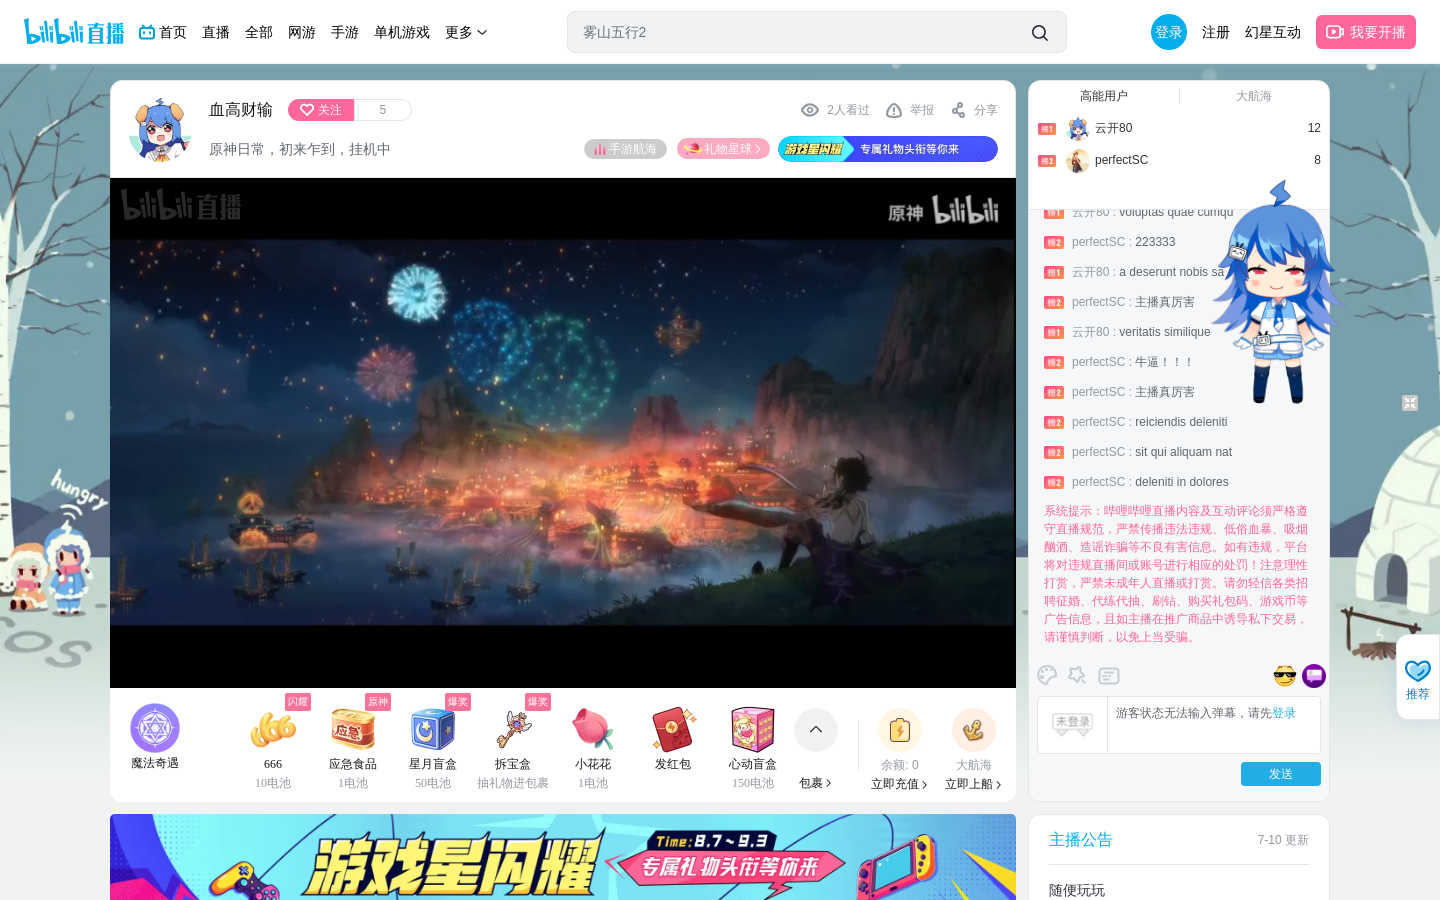 bilibili 直播 首页 直播 全部 网游 手游 单机游戏 更多 雾山五行2 登录 注册 幻星互动 我要开播
血高财输 关注 5 2人看过 举报 分享
原神日常，初来乍到，挂机中 手游航海 礼物星球 游戏星闪耀 专属礼物头衔等你来
bilibili 直播 原神 bilibili
hungry
SOS
闪耀 原神 爆奖 爆奖
应急
魔法奇遇 666 应急食品 星月盲盒 拆宝盒 小花花 发红包 心动盲盒
10电池 1电池 50电池 抽礼物进包裹 1电池 150电池 包裹
余额: 0 大航海
立即充值 立即上船
游戏星闪耀 Time:8.7~9.3
专属礼物头衔等你来
高能用户 大航海
榜1 云开80 12
榜2 perfectSC 8
榜1 云开80 : voluptas quae cumqu
榜2 perfectSC : 223333
榜1 云开80 : a deserunt nobis sa
榜2 perfectSC : 主播真厉害
榜1 云开80 : veritatis similique
榜2 perfectSC : 牛逼！！！
榜2 perfectSC : 主播真厉害
榜2 perfectSC : reiciendis deleniti
榜2 perfectSC : sit qui aliquam nat
榜2 perfectSC : deleniti in dolores
系统提示：哔哩哔哩直播内容及互动评论须严格遵
守直播规范，严禁传播违法违规、低俗血暴、吸烟
酗酒、造谣诈骗等不良有害信息。如有违规，平台
将对违规直播间或账号进行相应的处罚！注意理性
打赏，严禁未成年人直播或打赏。请勿轻信各类招
聘征婚、代练代抽、刷钻、购买礼包码、游戏币等
广告信息，且如主播在推广商品中诱导私下交易，
请谨慎判断，以免上当受骗。
未登录 游客状态无法输入弹幕，请先登录
发送
推荐
主播公告 7-10 更新
随便玩玩